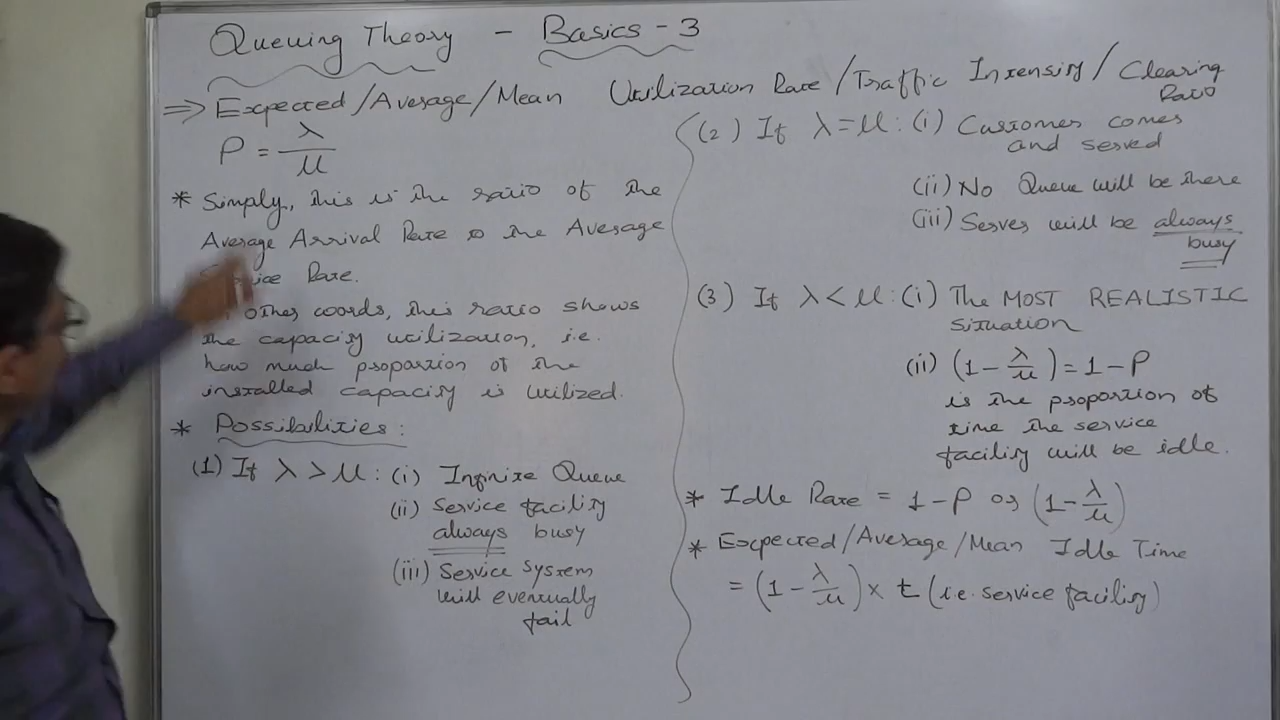 Queuing Theory - Basics - 3
⇒ Expected/Average/Mean Utilization Rate/Traffic Intensity/Clearing Ratio
ρ = λ/μ
* Simply, this is the ratio of the
Average Arrival Rate to the Average
Rate.
other words, this ratio shows
the capacity utilization, i.e.
how much proportion of the
installed capacity is utilized.
* Possibilities:
(1) If λ > μ: (i) Infinite Queue
(ii) Service facility
always busy
(iii) Service system
will eventually
fail
(2) If λ = μ: (i) Customer comes
and served
(ii) No Queue will be there
(iii) Server will be always
busy
(3) If λ < μ: (i) The MOST REALISTIC
situation
(ii) (1 - λ/μ) = 1 - ρ
is the proportion of
time the service
facility will be idle.
* Idle Rate = 1 - ρ or (1 - λ/μ)
* Expected/Average/Mean Idle Time
= (1 - λ/μ) × t (i.e. service facility)